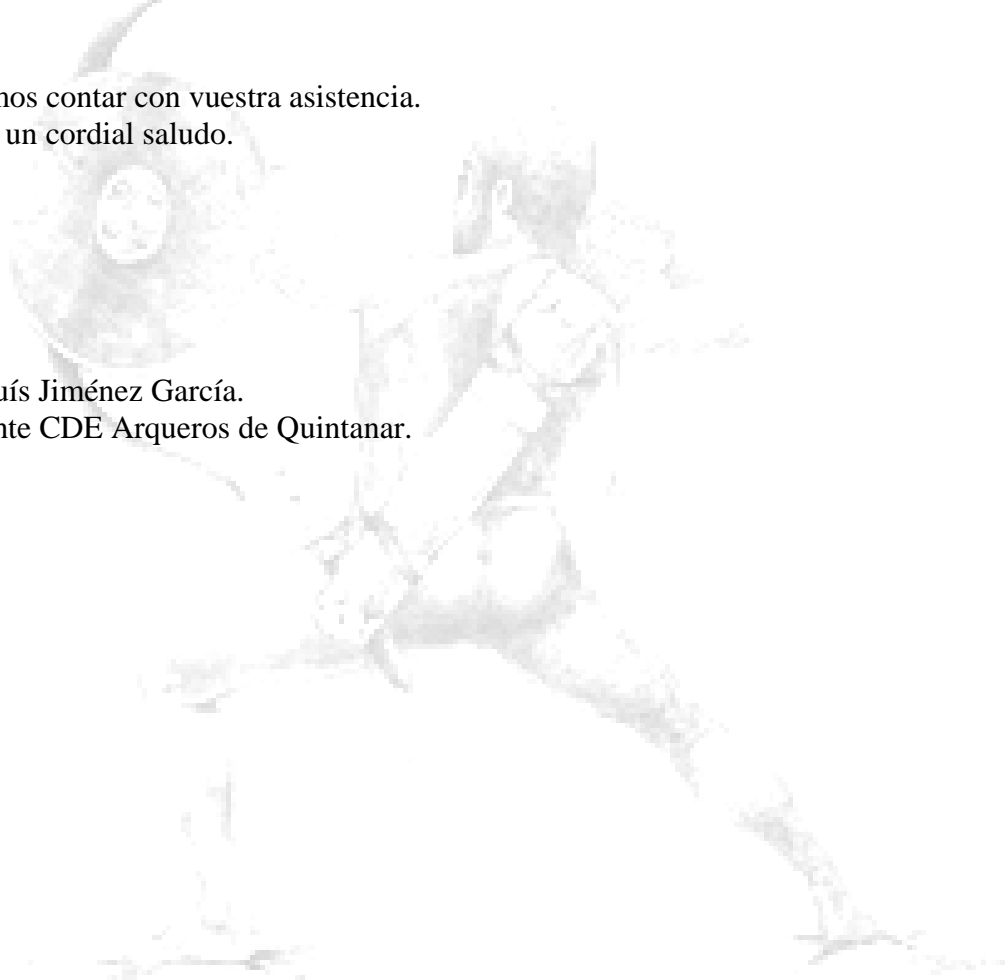 nos contar con vuestra asistencia.
un cordial saludo.
uís Jiménez García.
nte CDE Arqueros de Quintanar.